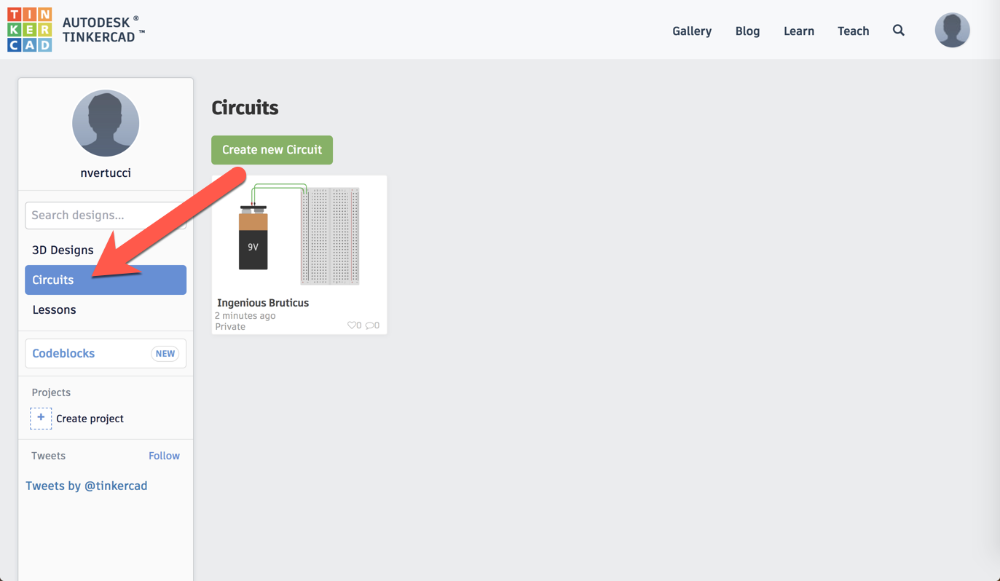 TIN
KER
CAD
AUTODESK ®
TINKERCAD ™
Gallery Blog Learn Teach
nvertucci
Search designs...
3D Designs
Circuits
Lessons
Codeblocks NEW
Projects
+ Create project
Tweets Follow
Tweets by @tinkercad
Circuits
Create new Circuit
9V
Ingenious Bruticus
2 minutes ago
Private 0 0